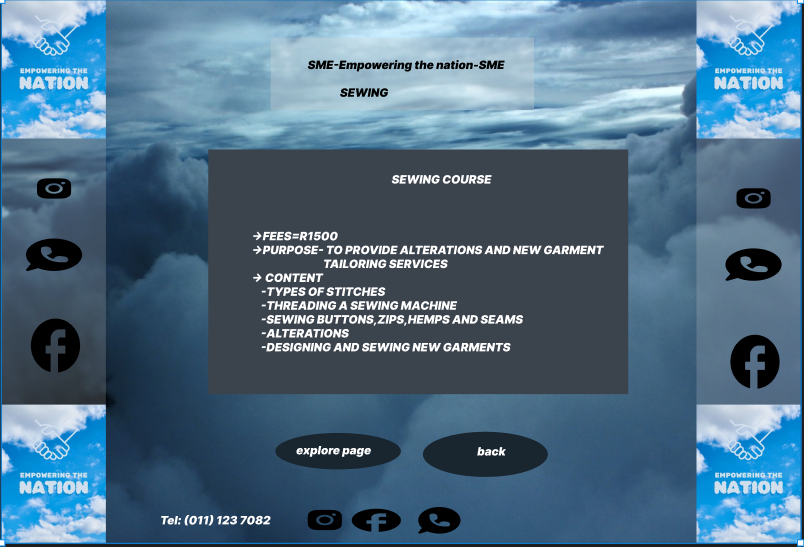 EMPOWERING THE
NATION
EMPOWERING THE
NATION
SME-Empowering the nation-SME
SEWING
SEWING COURSE
→FEES=R1500
→PURPOSE- TO PROVIDE ALTERATIONS AND NEW GARMENT
TAILORING SERVICES
→ CONTENT
-TYPES OF STITCHES
-THREADING A SEWING MACHINE
-SEWING BUTTONS,ZIPS,HEMPS AND SEAMS
-ALTERATIONS
-DESIGNING AND SEWING NEW GARMENTS
explore page
back
EMPOWERING THE
NATION
EMPOWERING THE
NATION
Tel: (011) 123 7082